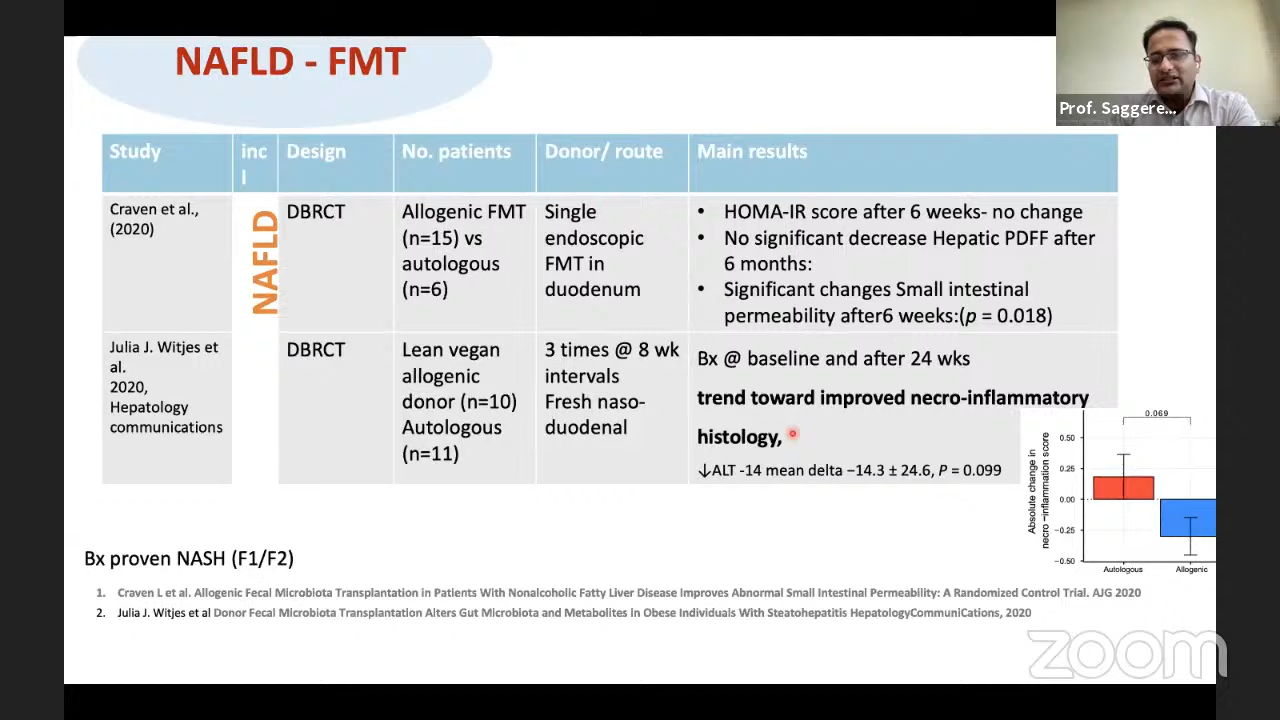 NAFLD - FMT
Prof. Saggere...
Study
inc
l
Design
No. patients
Donor/ route
Main results
Craven et al.,
(2020)
NAFLD
DBRCT
Allogenic FMT
(n=15) vs
autologous
(n=6)
Single
endoscopic
FMT in
duodenum
• HOMA-IR score after 6 weeks- no change
• No significant decrease Hepatic PDFF after
6 months:
• Significant changes Small intestinal
permeability after6 weeks:(p = 0.018)
Julia J. Witjes et
al.
2020,
Hepatology
communications
DBRCT
Lean vegan
allogenic
donor (n=10)
Autologous
(n=11)
3 times @ 8 wk
intervals
Fresh naso-
duodenal
Bx @ baseline and after 24 wks
trend toward improved necro-inflammatory
histology,
↓ALT -14 mean delta −14.3 ± 24.6, P = 0.099
0.069
Absolute change in
necro −inflamation score
0.50
0.25
0.00
−0.25
−0.50
Autologous
Allogenic
Bx proven NASH (F1/F2)
1. Craven L et al. Allogenic Fecal Microbiota Transplantation in Patients With Nonalcoholic Fatty Liver Disease Improves Abnormal Small Intestinal Permeability: A Randomized Control Trial. AJG 2020
2. Julia J. Witjes et al Donor Fecal Microbiota Transplantation Alters Gut Microbiota and Metabolites in Obese Individuals With Steatohepatitis HepatologyCommuniCations, 2020
zoom